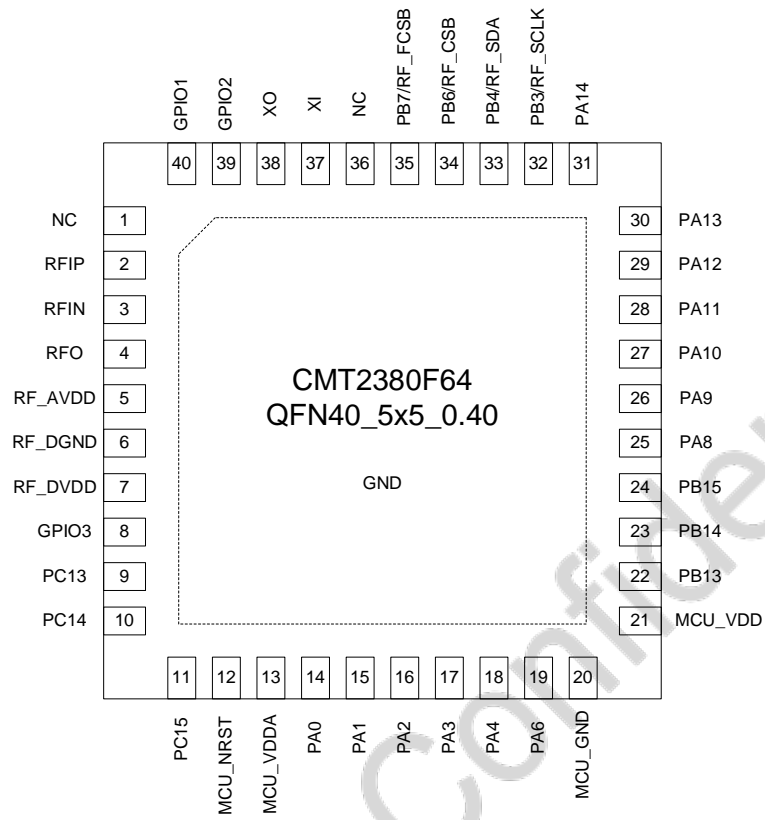 GPIO1
GPIO2
XO
XI
NC
PB7/RF_FCSB
PB6/RF_CSB
PB4/RF_SDA
PB3/RF_SCLK
PA14
40
39
38
37
36
35
34
33
32
31
NC 1
RFIP 2
RFIN 3
RFO 4
RF_AVDD 5
RF_DGND 6
RF_DVDD 7
GPIO3 8
PC13 9
PC14 10
30 PA13
29 PA12
28 PA11
27 PA10
26 PA9
25 PA8
24 PB15
23 PB14
22 PB13
21 MCU_VDD
CMT2380F64
QFN40_5x5_0.40
GND
11
12
13
14
15
16
17
18
19
20
PC15
MCU_NRST
MCU_VDDA
PA0
PA1
PA2
PA3
PA4
PA6
MCU_GND